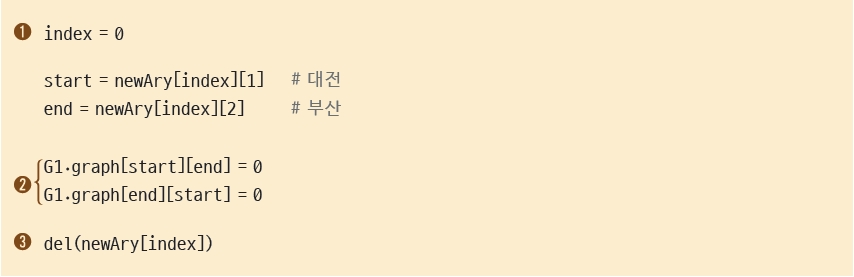 ❶ index = 0
start = newAry[index][1] # 대전
end = newAry[index][2] # 부산
❷ G1.graph[start][end] = 0
G1.graph[end][start] = 0
❸ del(newAry[index])